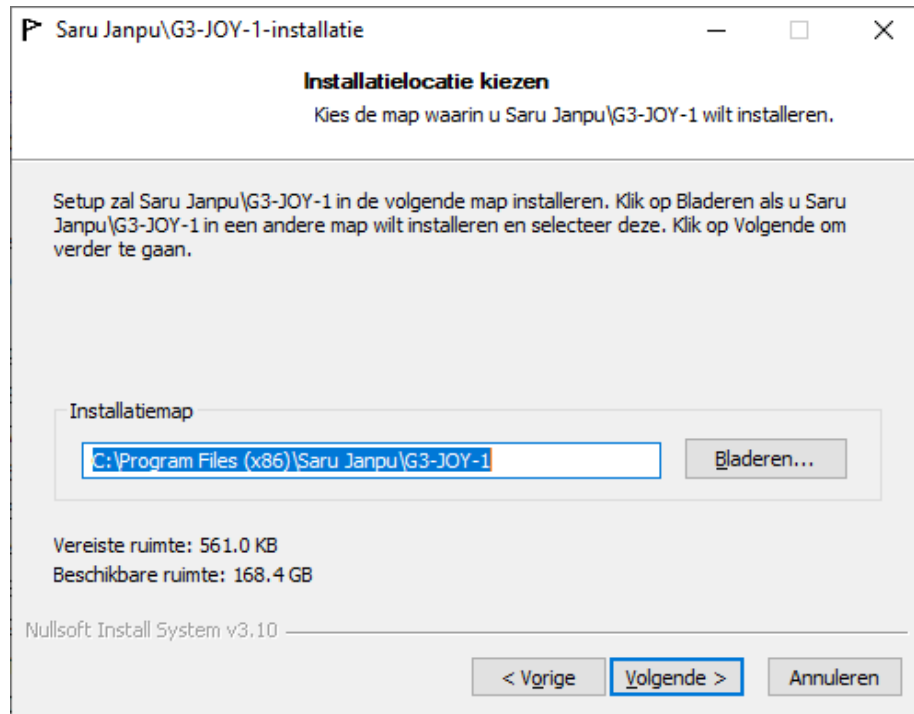 Saru Janpu\G3-JOY-1-installatie
Installatielocatie kiezen
Kies de map waarin u Saru Janpu\G3-JOY-1 wilt installeren.
Setup zal Saru Janpu\G3-JOY-1 in de volgende map installeren. Klik op Bladeren als u Saru
Janpu\G3-JOY-1 in een andere map wilt installeren en selecteer deze. Klik op Volgende om
verder te gaan.
Installatiemap
C:\Program Files (x86)\Saru Janpu\G3-JOY-1
Bladeren...
Vereiste ruimte: 561.0 KB
Beschikbare ruimte: 168.4 GB
Nullsoft Install System v3.10
< Vorige
Volgende >
Annuleren